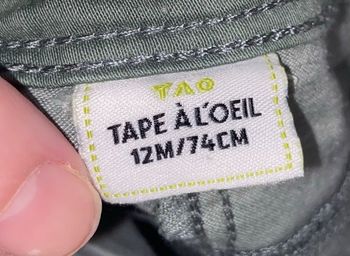 TAO
TAPE À L'OEIL
12M/74CM